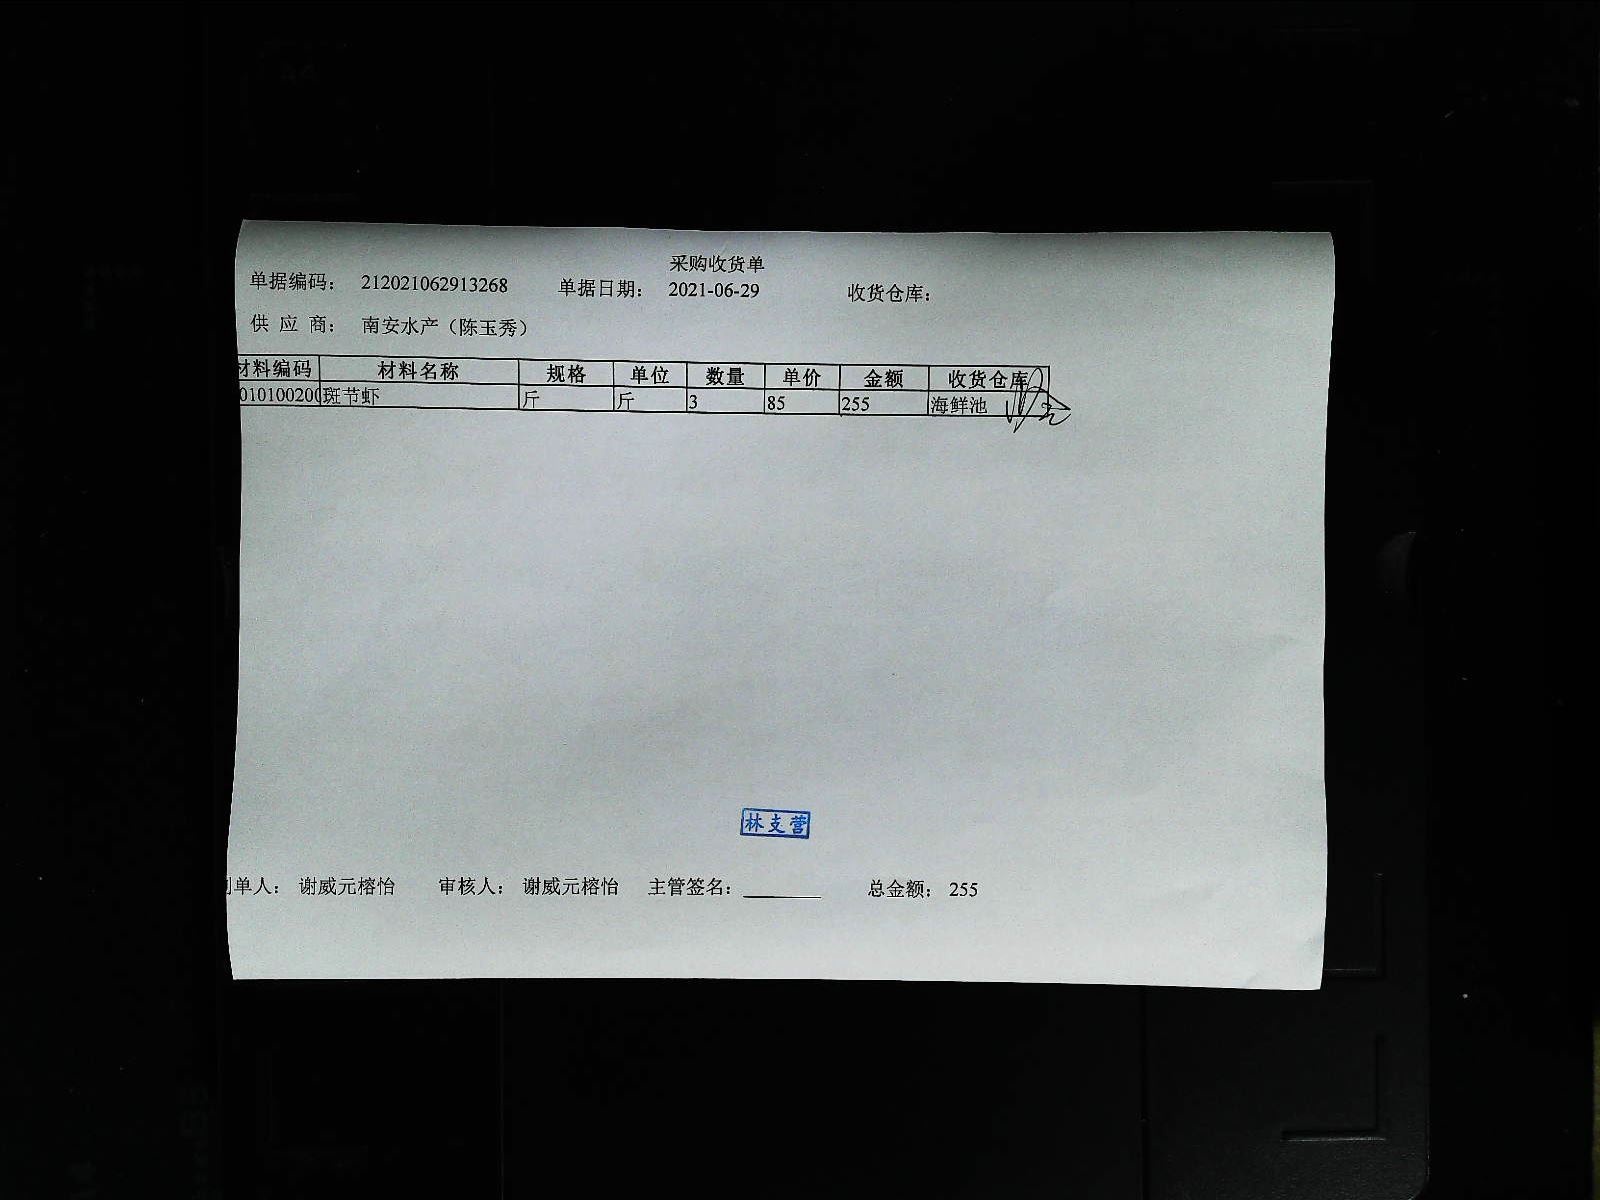 采购收货单
单据编码： 212021062913268 单据日期： 2021-06-29 收货仓库：
供 应 商： 南安水产（陈玉秀）
材料编码 材料名称 规格 单位 数量 单价 金额 收货仓库
010100200 斑节虾 斤 斤 3 85 255 海鲜池
林支营
制单人： 谢威元榕怡 审核人： 谢威元榕怡 主管签名： 总金额： 255